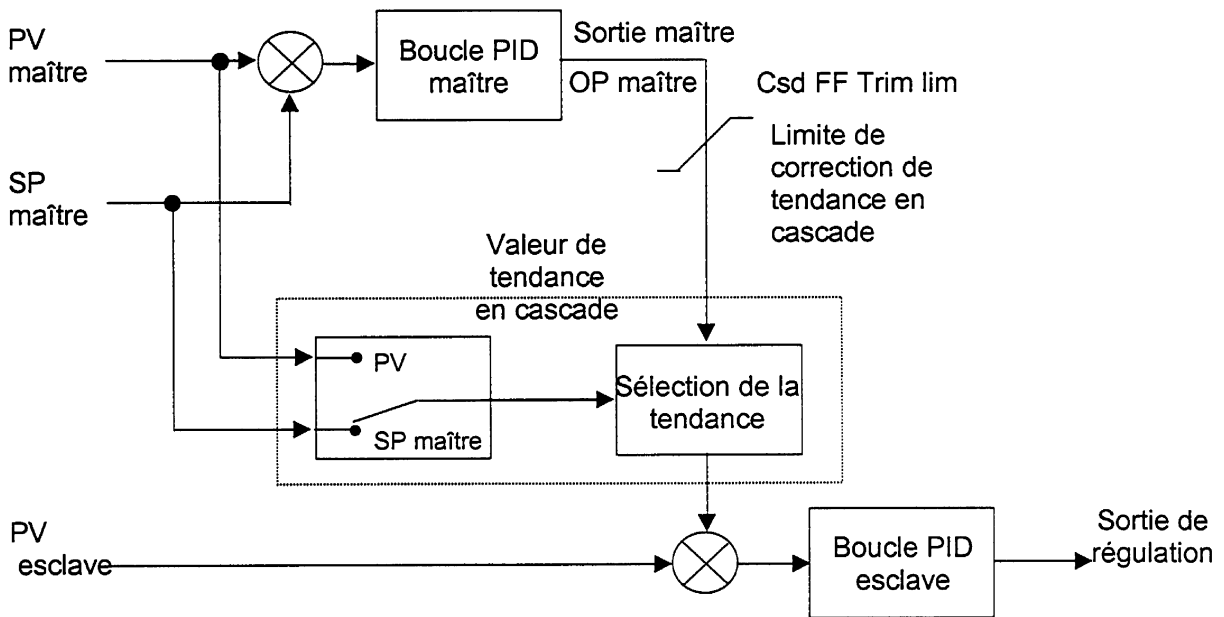 PV
maître
Boucle PID
maître
Sortie maître
OP maître
Csd FF Trim lim
Limite de
correction de
tendance en
cascade
SP
maître
Valeur de
tendance
en cascade
PV
SP maître
Sélection de la
tendance
PV
esclave
Boucle PID
esclave
Sortie de
régulation